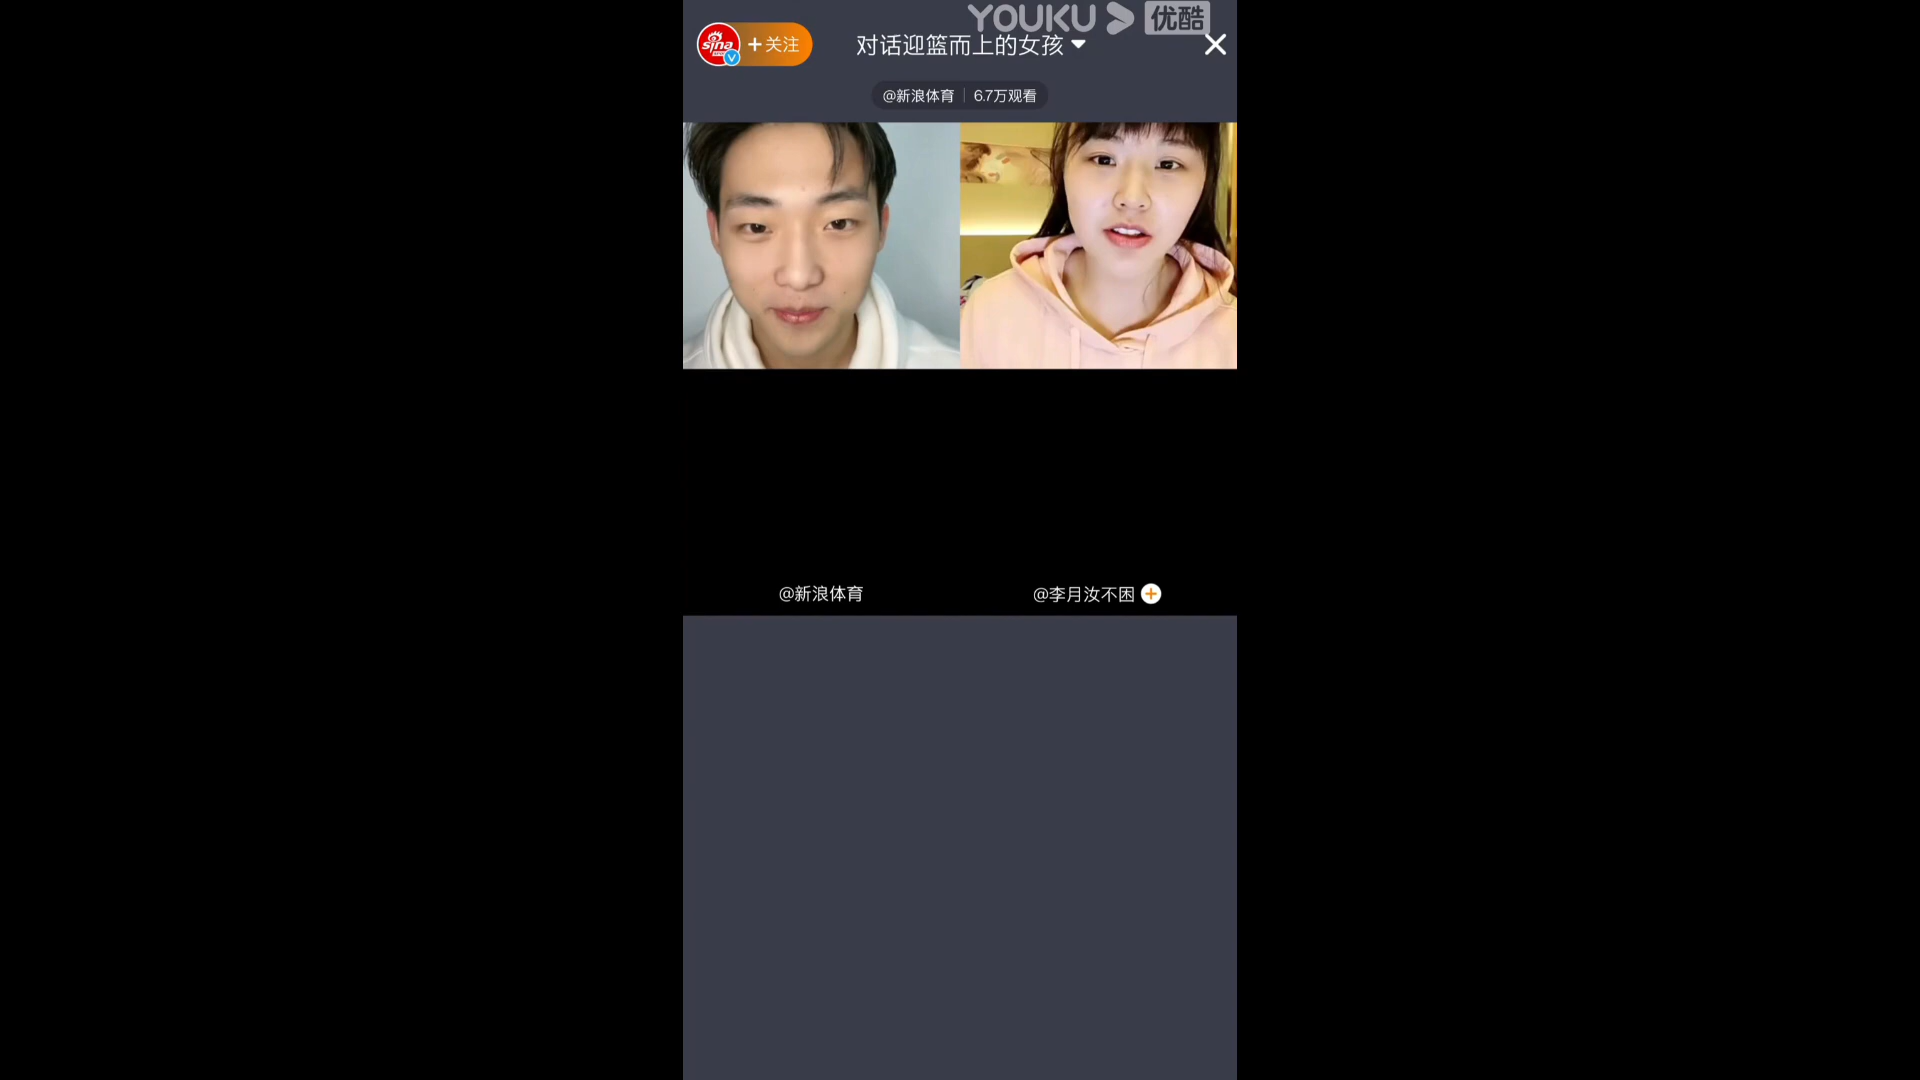 YOUKU 优酷
sina
+关注
对话迎篮而上的女孩
@新浪体育 6.7万观看
@新浪体育
@李月汝不困